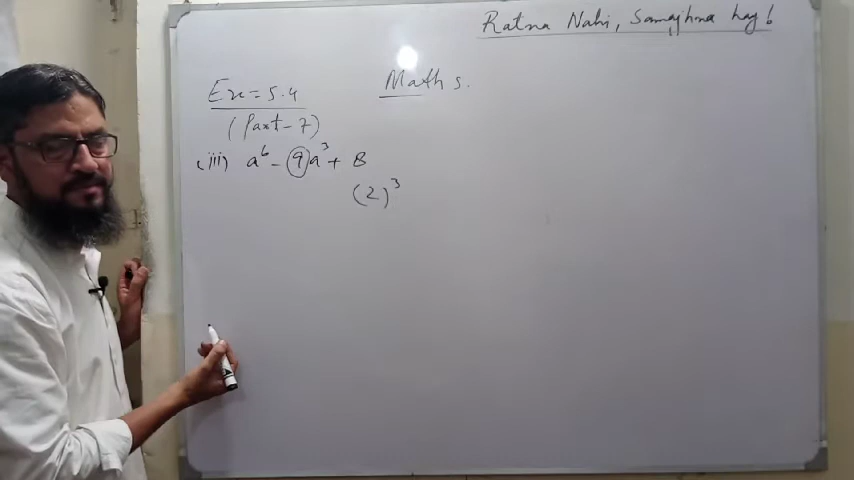 Ratna Nahi, Samajhna hay!
Maths.
Ex = 5.4
(Part-7)
(iii) a⁶ - 9a³ + 8
(2)³